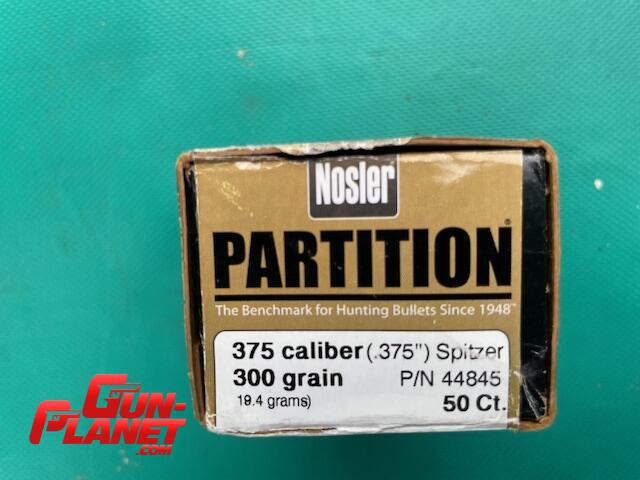 Nosler
PARTITION®
The Benchmark for Hunting Bullets Since 1948™
375 caliber (.375") Spitzer
300 grain P/N 44845
19.4 grams) 50 Ct.
GUN-
PLANET
.COM